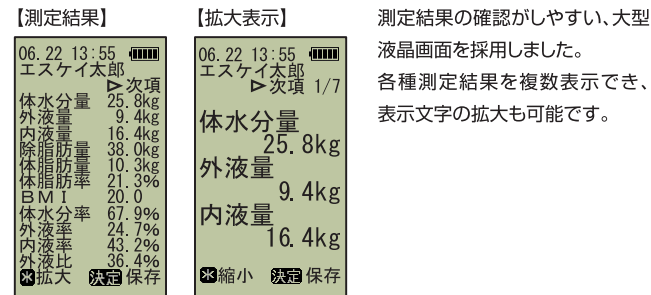 【測定結果】
06. 22 13:55
エスケイ太郎
▷次項
体水分量 25. 8kg
外液量 9. 4kg
内液量 16. 4kg
除脂肪量 38. 0kg
体脂肪量 10. 3kg
体脂肪率 21. 3%
BMI 20. 0
体水分率 67. 9%
外液率 24. 7%
内液率 43. 2%
外液比 36. 4%
✕拡大 決定 保存
【拡大表示】
06. 22 13:55
エスケイ太郎
▷次項 1/7
体水分量
25. 8kg
外液量
9. 4kg
内液量
16. 4kg
✕縮小 決定 保存
測定結果の確認がしやすい、大型
液晶画面を採用しました。
各種測定結果を複数表示でき、
表示文字の拡大も可能です。